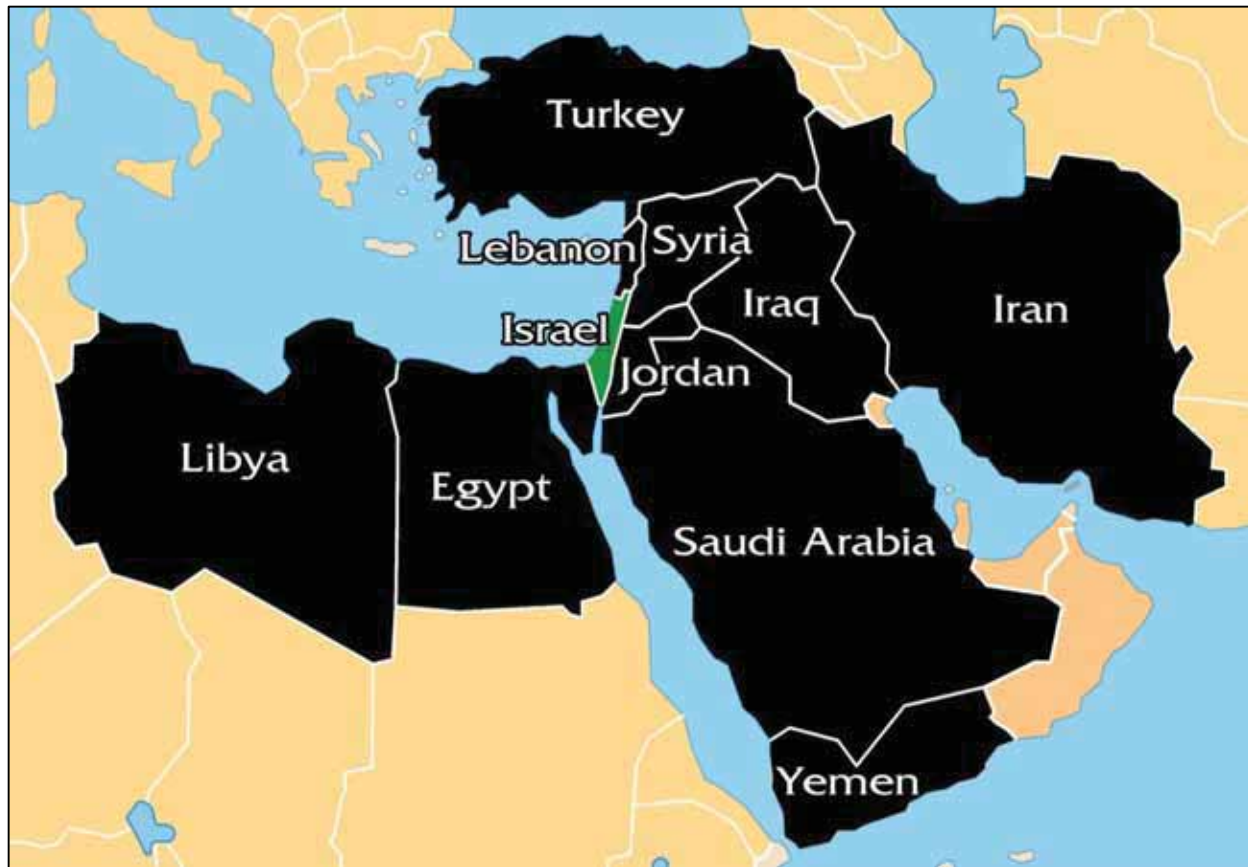 Turkey
Lebanon
Syria
Iraq
Iran
Israel
Jordan
Libya
Egypt
Saudi Arabia
Yemen